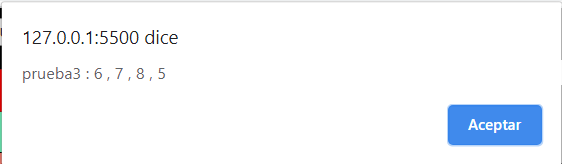 127.0.0.1:5500 dice
prueba3 : 6 , 7 , 8 , 5
Aceptar